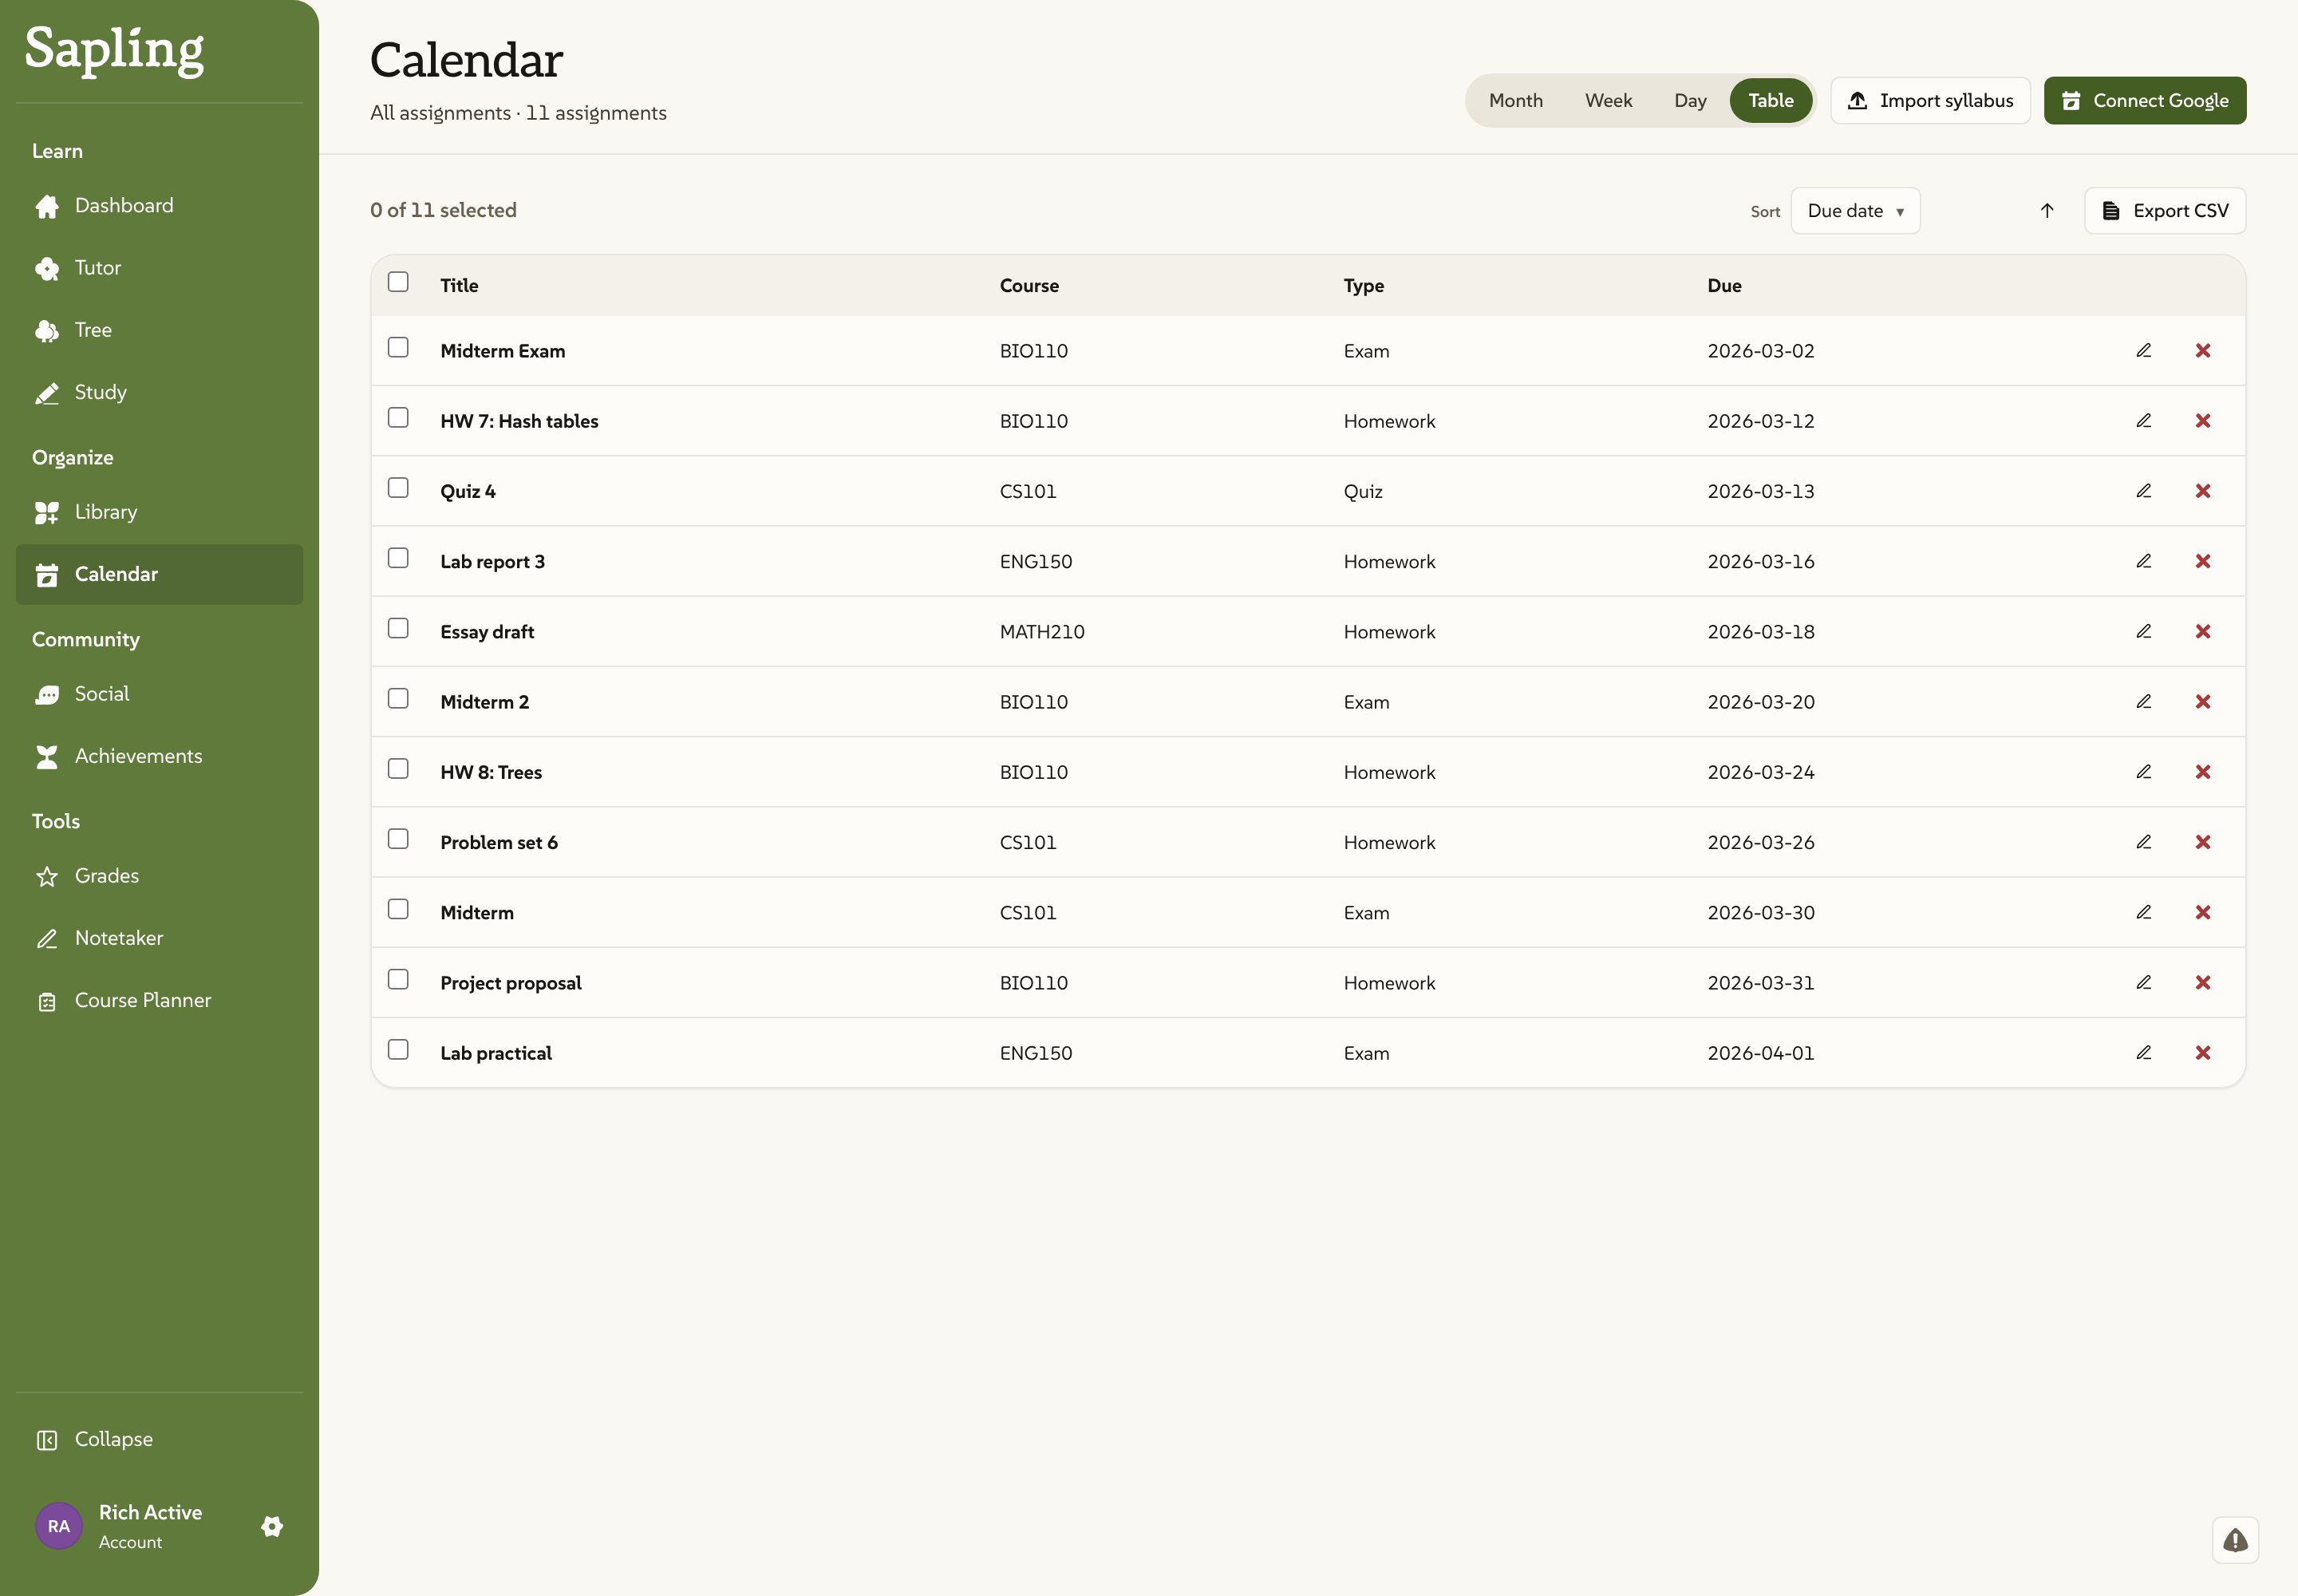 Sapling
Learn
Dashboard
Tutor
Tree
Study
Organize
Library
Calendar
Community
Social
Achievements
Tools
Grades
Notetaker
Course Planner
Collapse
RA
Rich Active
Account
Calendar
All assignments · 11 assignments
Month Week Day Table Import syllabus Connect Google
0 of 11 selected Sort Due date ▾ ↑ Export CSV
Title Course Type Due
Midterm Exam BIO110 Exam 2026-03-02
HW 7: Hash tables BIO110 Homework 2026-03-12
Quiz 4 CS101 Quiz 2026-03-13
Lab report 3 ENG150 Homework 2026-03-16
Essay draft MATH210 Homework 2026-03-18
Midterm 2 BIO110 Exam 2026-03-20
HW 8: Trees BIO110 Homework 2026-03-24
Problem set 6 CS101 Homework 2026-03-26
Midterm CS101 Exam 2026-03-30
Project proposal BIO110 Homework 2026-03-31
Lab practical ENG150 Exam 2026-04-01